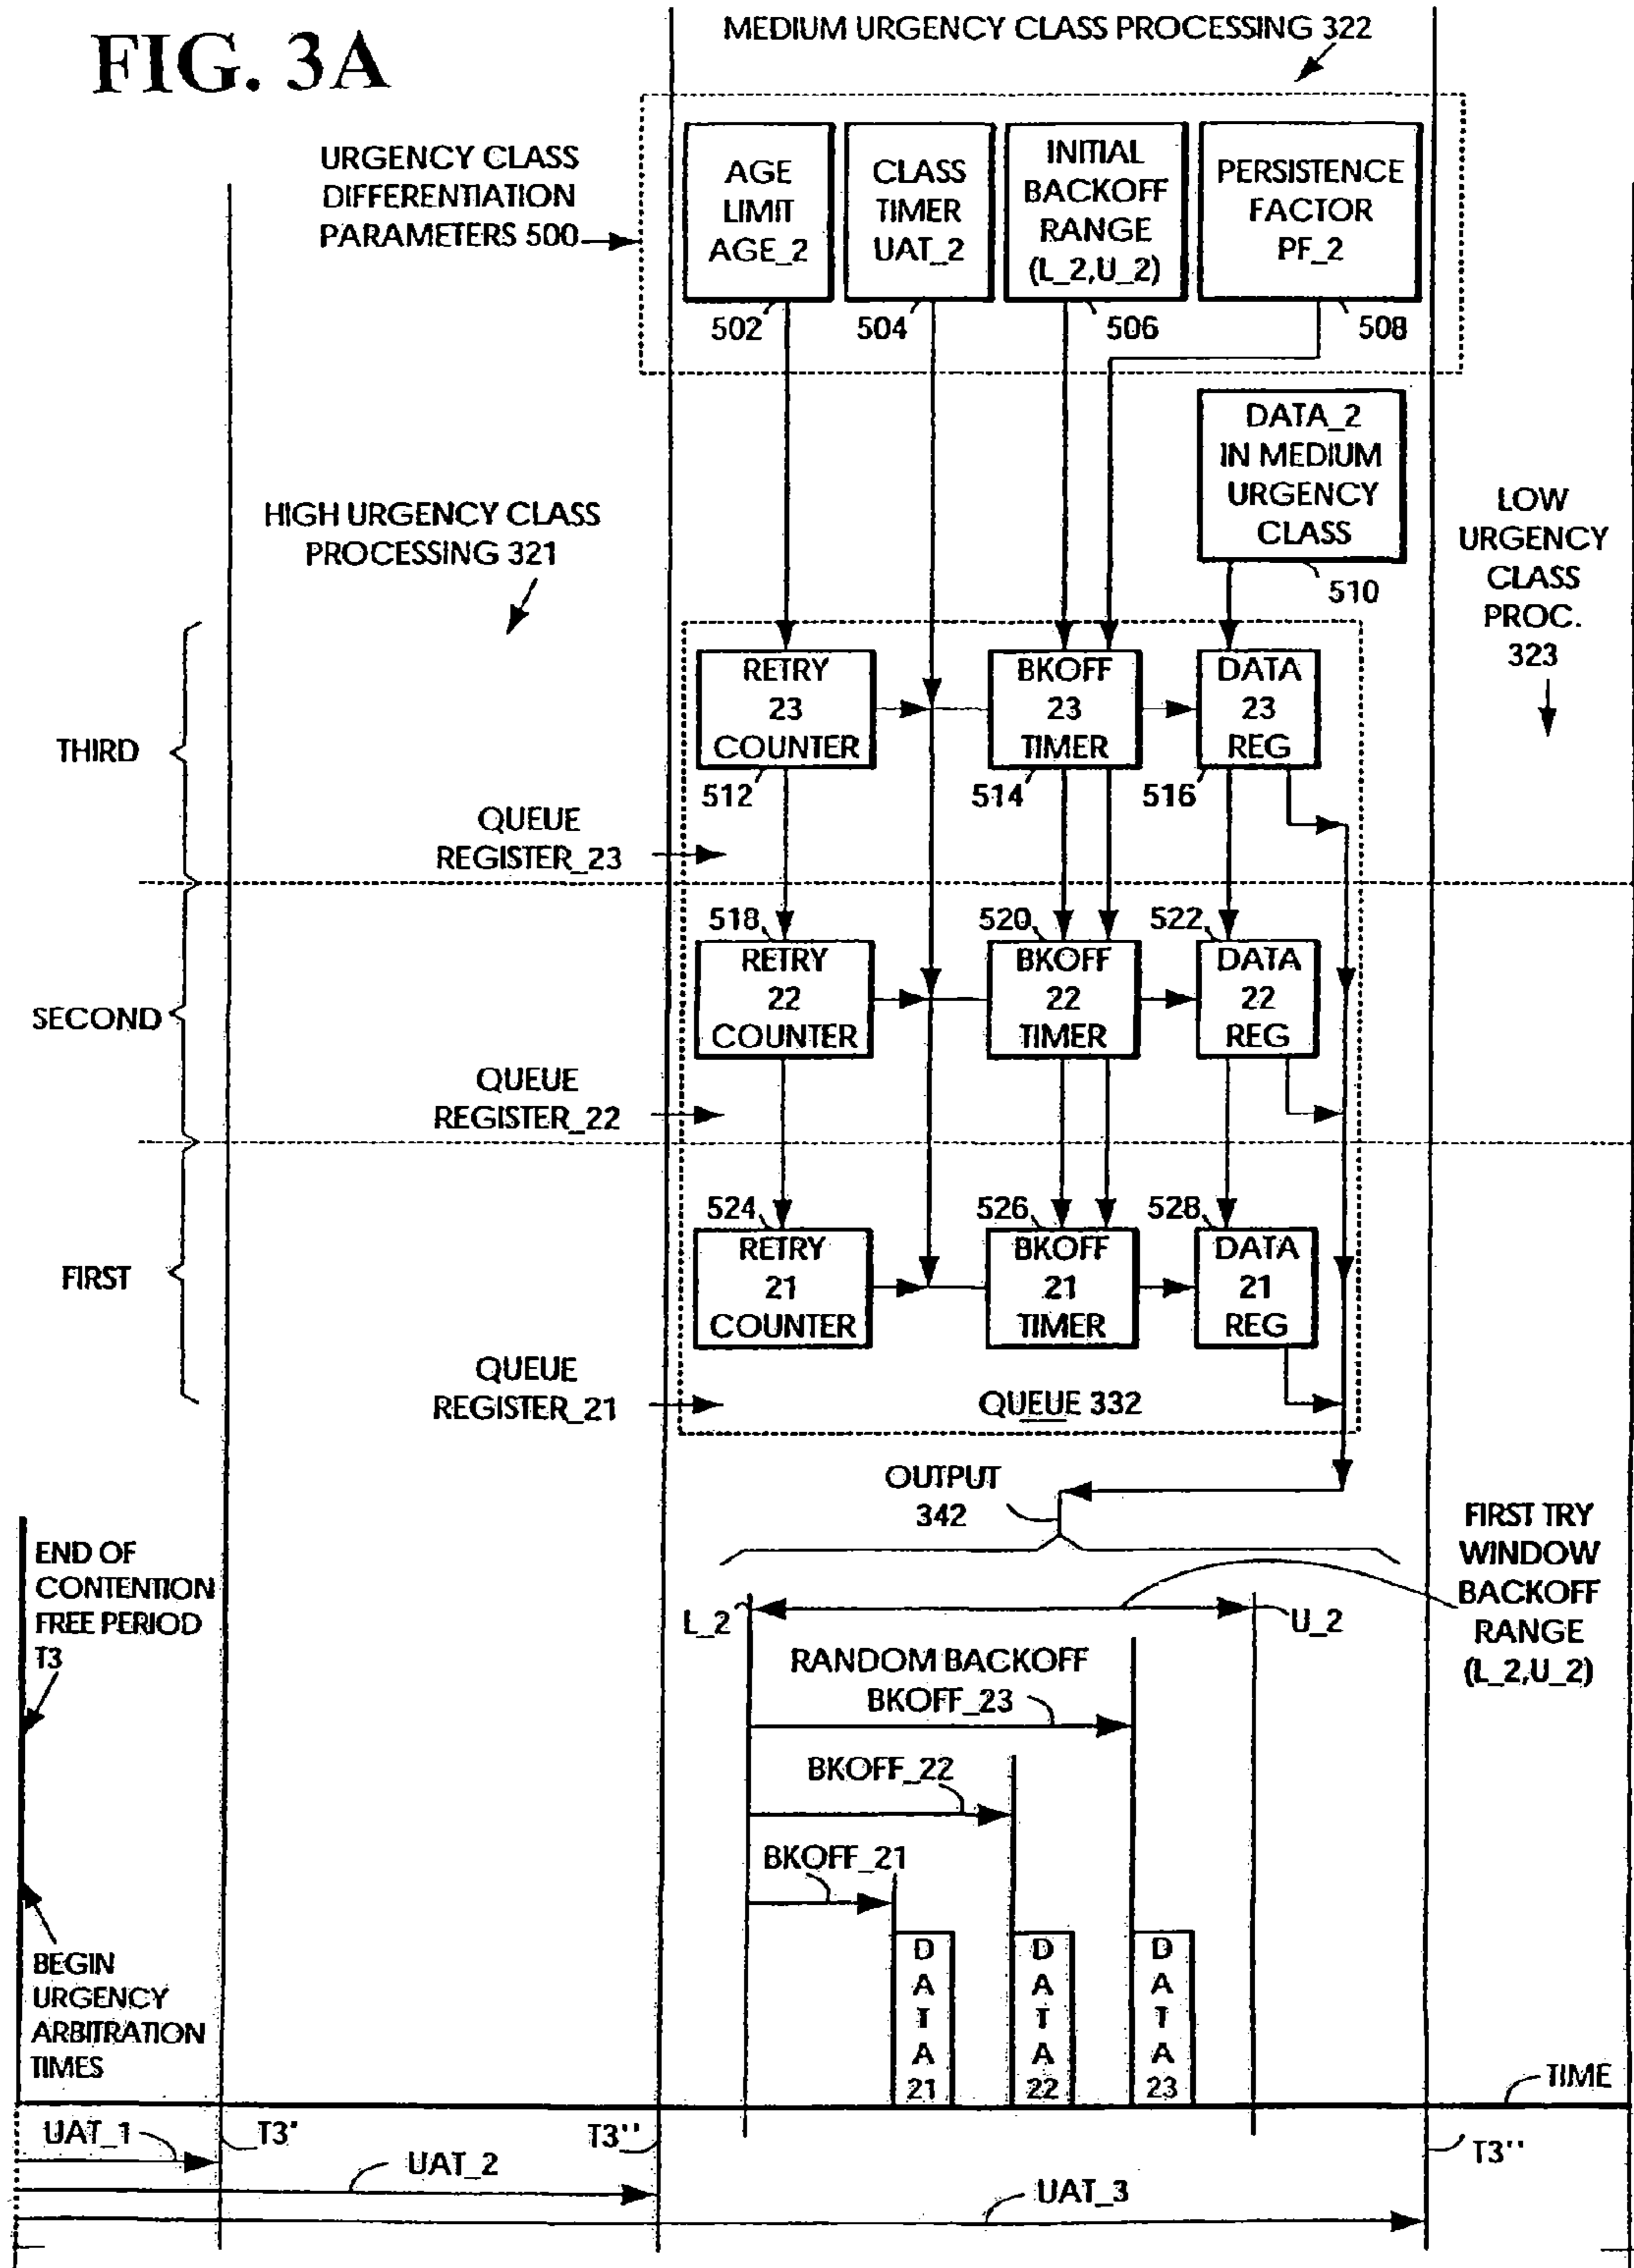 FIG. 3A
MEDIUM URGENCY CLASS PROCESSING 322
URGENCY CLASS
DIFFERENTIATION
PARAMETERS 500
AGE
LIMIT
AGE_2
502
CLASS
TIMER
UAT_2
504
INITIAL
BACKOFF
RANGE
(L_2,U_2)
506
PERSISTENCE
FACTOR
PF_2
508
DATA_2
IN MEDIUM
URGENCY
CLASS
510
HIGH URGENCY CLASS
PROCESSING 321
LOW
URGENCY
CLASS
PROC.
323
THIRD
RETRY
23
COUNTER
512
BKOFF
23
TIMER
514
DATA
23
REG
516
QUEUE
REGISTER_23
SECOND
518
RETRY
22
COUNTER
520
BKOFF
22
TIMER
522
DATA
22
REG
QUEUE
REGISTER_22
FIRST
524
RETRY
21
COUNTER
526
BKOFF
21
TIMER
528
DATA
21
REG
QUEUE
REGISTER_21
QUEUE 332
OUTPUT
342
FIRST TRY
WINDOW
BACKOFF
RANGE
(L_2,U_2)
END OF
CONTENTION
FREE PERIOD
T3
L_2
U_2
RANDOM BACKOFF
BKOFF_23
BKOFF_22
BKOFF_21
BEGIN
URGENCY
ARBITRATION
TIMES
DATA
21
DATA
22
DATA
23
TIME
UAT_1
T3'
T3''
T3''
UAT_2
UAT_3